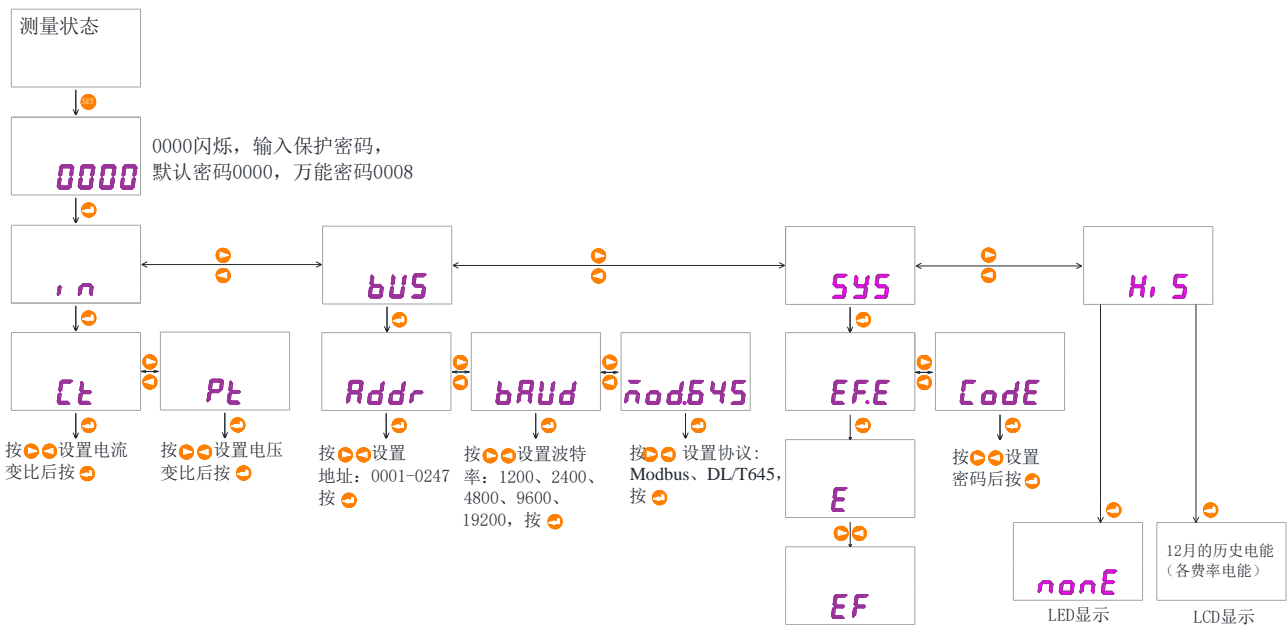 测量状态
SET
0000
0000闪烁，输入保护密码，
默认密码0000，万能密码0008
in
bUS
SYS
HiS
Ct
Pt
Addr
bAUd
mod.645
EF.E
CodE
按设置电流
变比后按
按设置电压
变比后按
按设置
地址：0001-0247
按
按设置波特
率：1200、2400、
4800、9600、
19200，按
按 设置协议：
Modbus、DL/T645，
按
按设置
密码后按
E
EF
nonE
12月的历史电能
（各费率电能）
LED显示
LCD显示